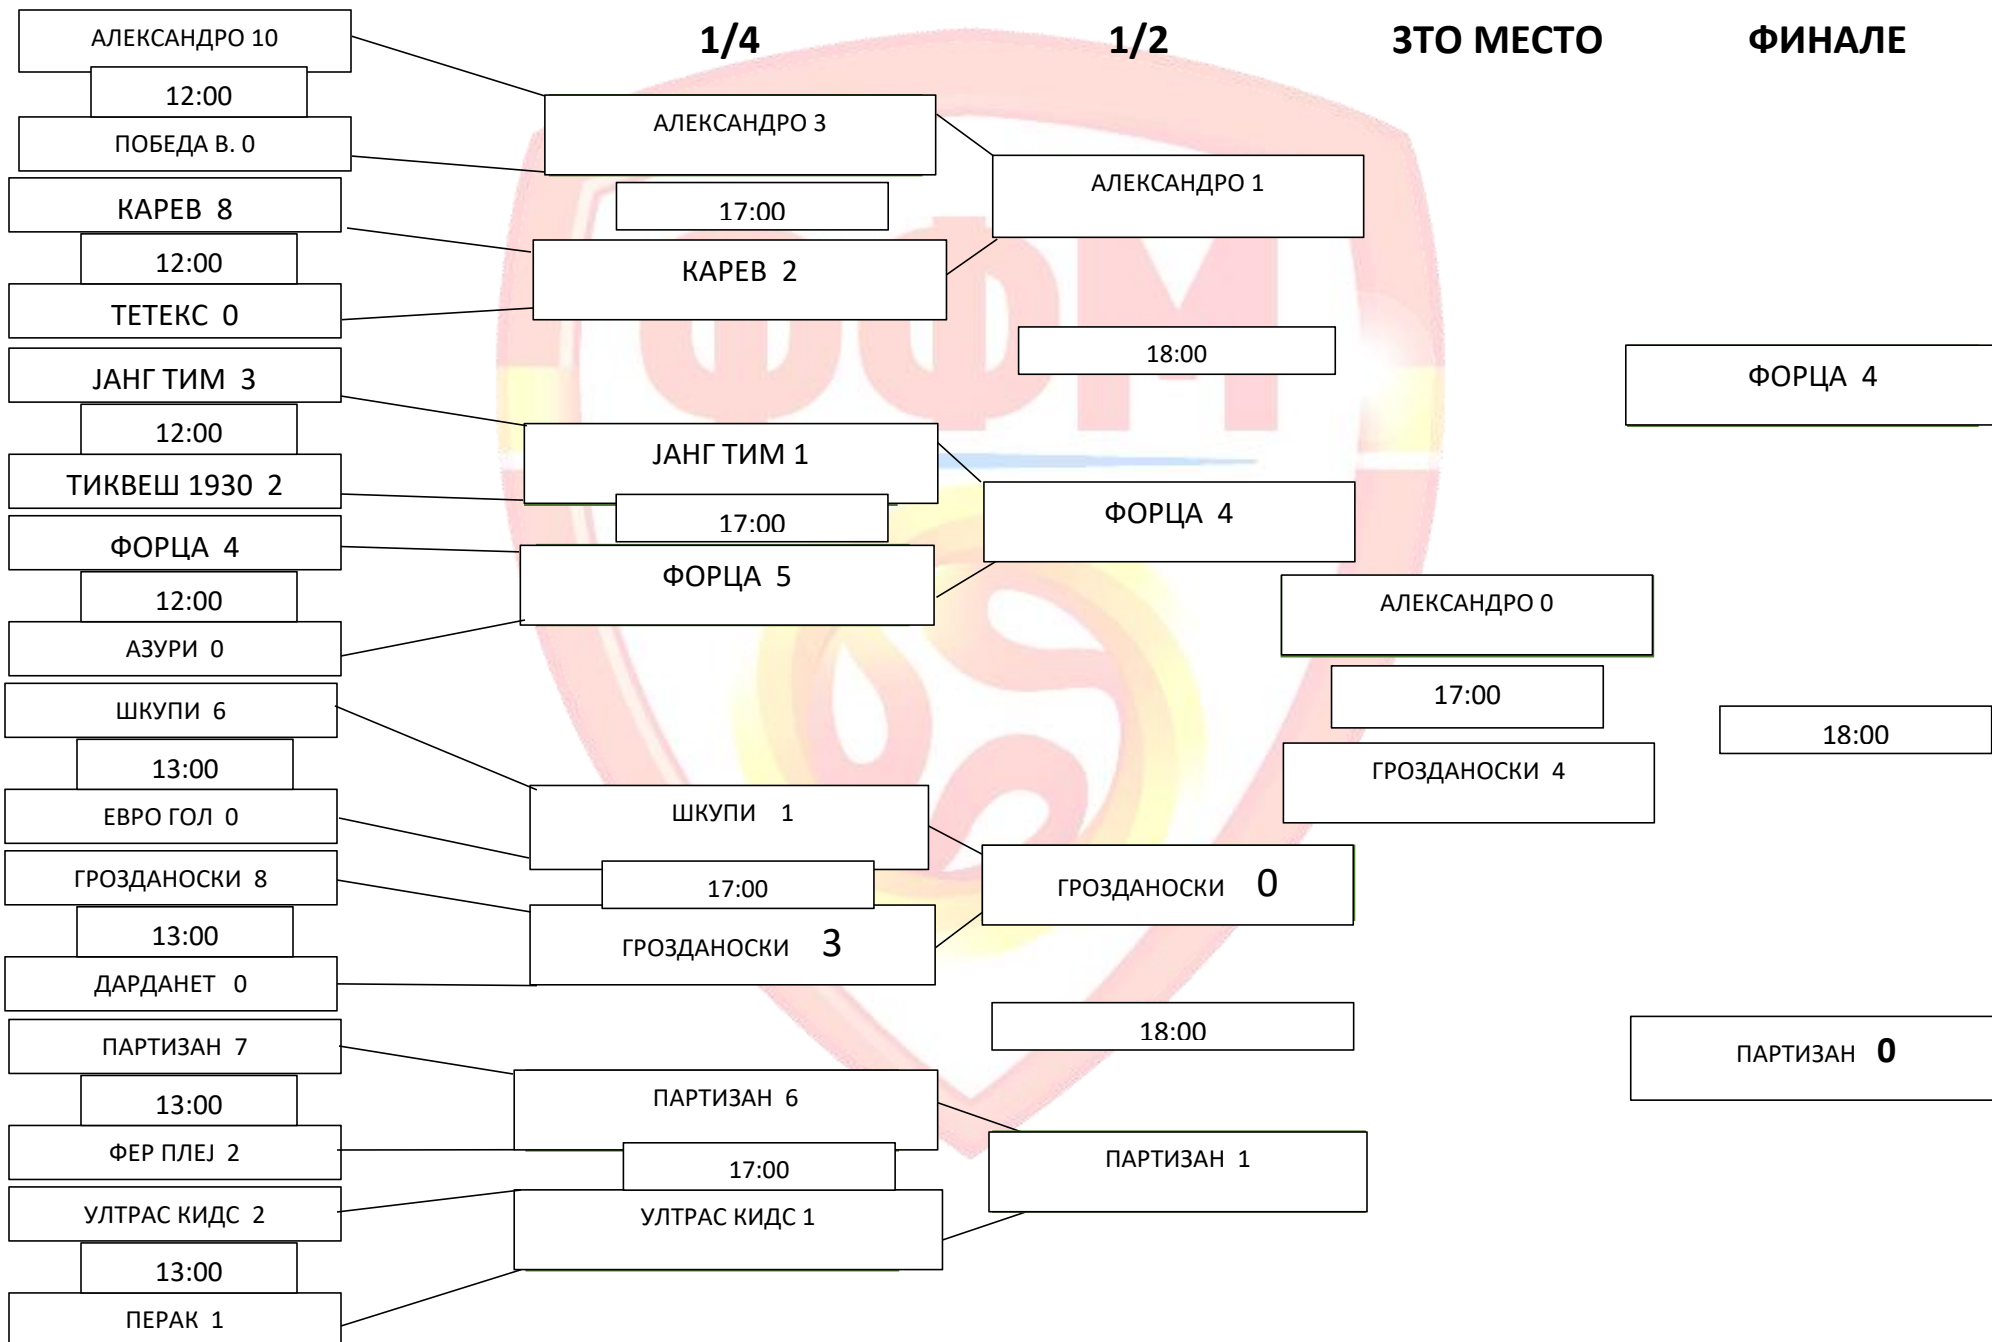 1/4
1/2
3ТО МЕСТО
ФИНАЛЕ
АЛЕКСАНДРО 10
12:00
ПОБЕДА В. 0
КАРЕВ 8
12:00
ТЕТЕКС 0
ЈАНГ ТИМ 3
12:00
ТИКВЕШ 1930 2
ФОРЦА 4
12:00
АЗУРИ 0
ШКУПИ 6
13:00
ЕВРО ГОЛ 0
ГРОЗДАНОСКИ 8
13:00
ДАРДАНЕТ 0
ПАРТИЗАН 7
13:00
ФЕР ПЛЕЈ 2
УЛТРАС КИДС 2
13:00
ПЕРАК 1
АЛЕКСАНДРО 3
17:00
КАРЕВ 2
ЈАНГ ТИМ 1
17:00
ФОРЦА 5
ШКУПИ 1
17:00
ГРОЗДАНОСКИ 3
ПАРТИЗАН 6
17:00
УЛТРАС КИДС 1
АЛЕКСАНДРО 1
18:00
ФОРЦА 4
ГРОЗДАНОСКИ 0
18:00
ПАРТИЗАН 1
АЛЕКСАНДРО 0
17:00
ГРОЗДАНОСКИ 4
ФОРЦА 4
18:00
ПАРТИЗАН 0
ФФМ